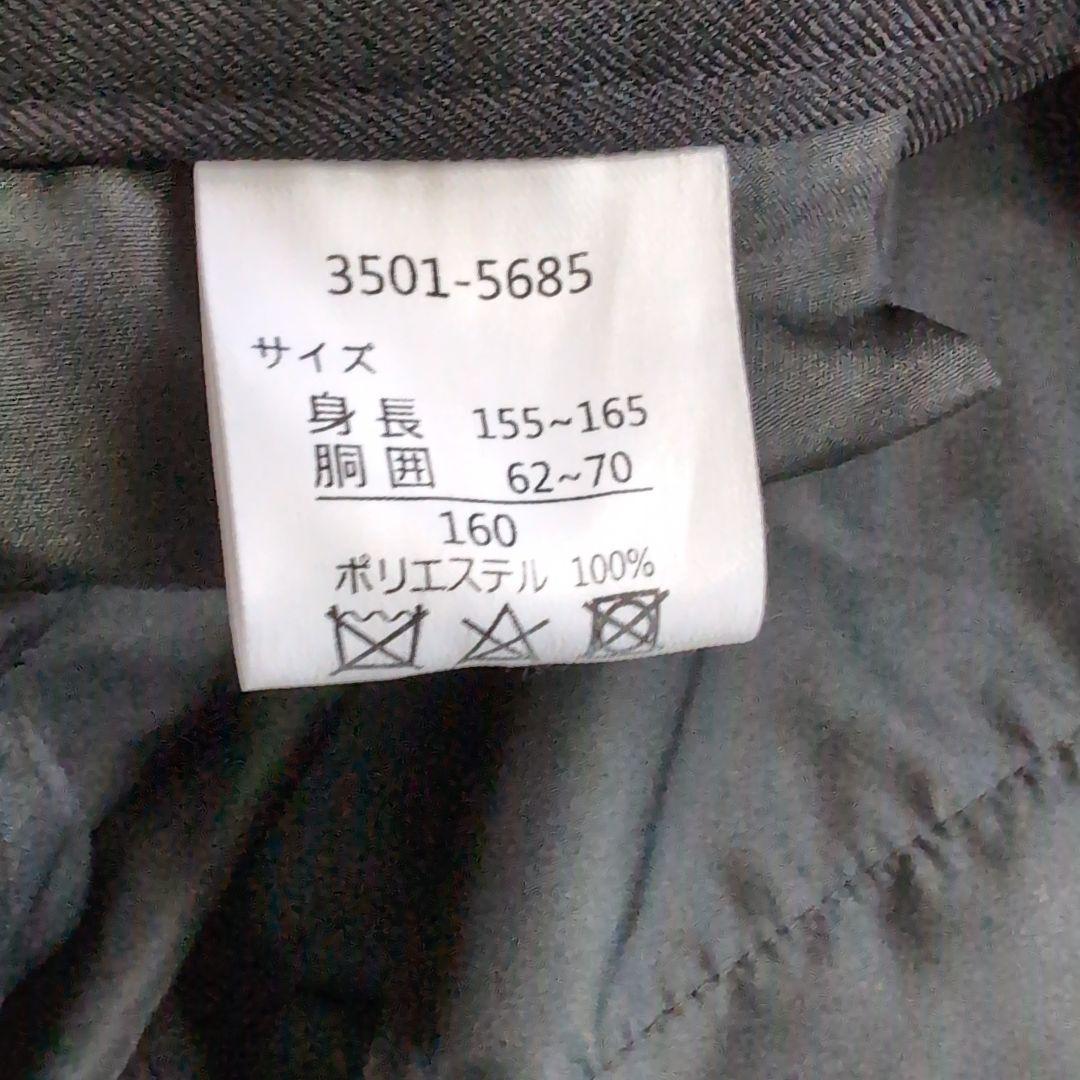 3501-5685
サイズ
身長 155~165
胴囲 62~70
160
ポリエステル 100%